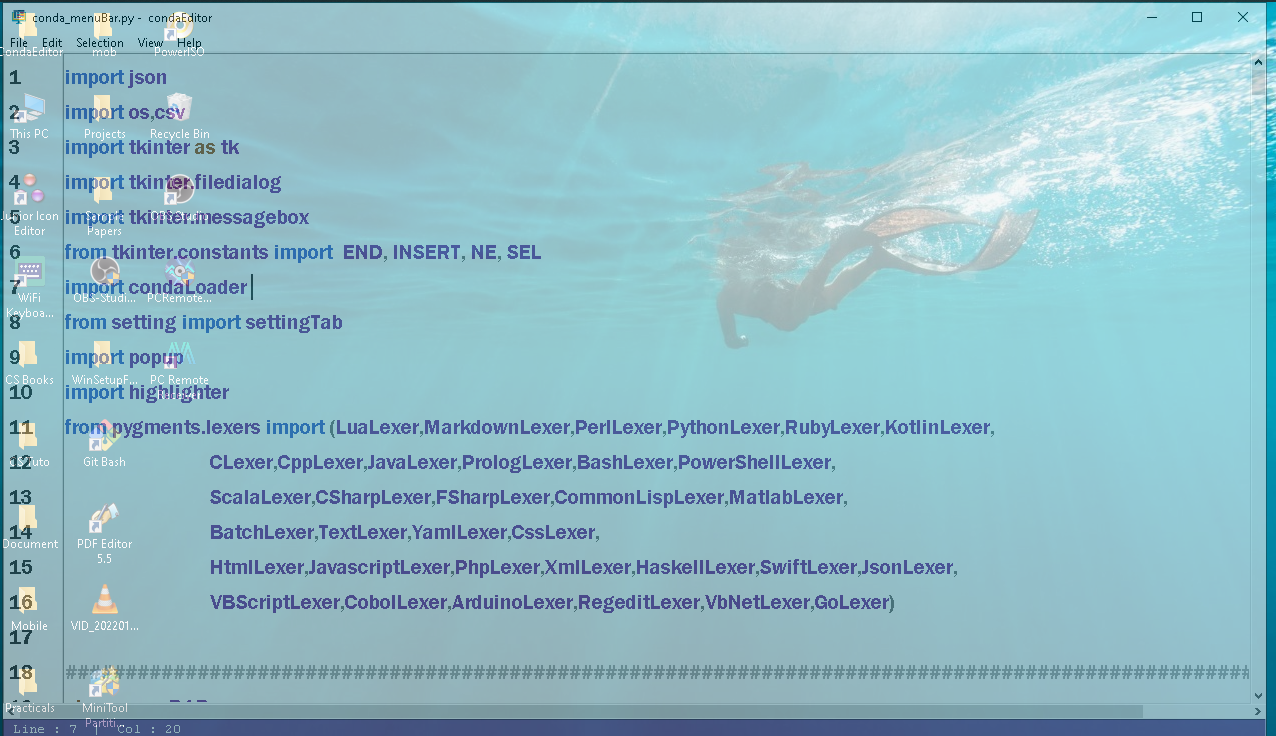 conda_menuBar.py - condaEditor
File Edit Selection View Help
CondaEditor
mob
PowerISO
This PC
Projects
Recycle Bin
Junior Icon
Editor
Papers
WiFi
Keyboa...
OBS-Studi...
PCRemote...
CS Books
WinSetupF...
PC Remote
Git Bash
Document
PDF Editor
5.5
Mobile
VID_202201...
Practicals
MiniTool
Partiti...
1 import json
2 import os,csv
3 import tkinter as tk
4 import tkinter.filedialog
5 import tkinter.messagebox
6 from tkinter.constants import  END, INSERT, NE, SEL
7 import condaLoader
8 from setting import settingTab
9 import popup
10 import highlighter
11 from pygments.lexers import (LuaLexer,MarkdownLexer,PerlLexer,PythonLexer,RubyLexer,KotlinLexer,
12 CLexer,CppLexer,JavaLexer,PrologLexer,BashLexer,PowerShellLexer,
13 ScalaLexer,CSharpLexer,FSharpLexer,CommonLispLexer,MatlabLexer,
14 BatchLexer,TextLexer,YamlLexer,CssLexer,
15 HtmlLexer,JavascriptLexer,PhpLexer,XmlLexer,HaskellLexer,SwiftLexer,JsonLexer,
16 VBScriptLexer,CobolLexer,ArduinoLexer,RegeditLexer,VbNetLexer,GoLexer)
17
18 ##############################################################################################
Line : 7 | Col : 20